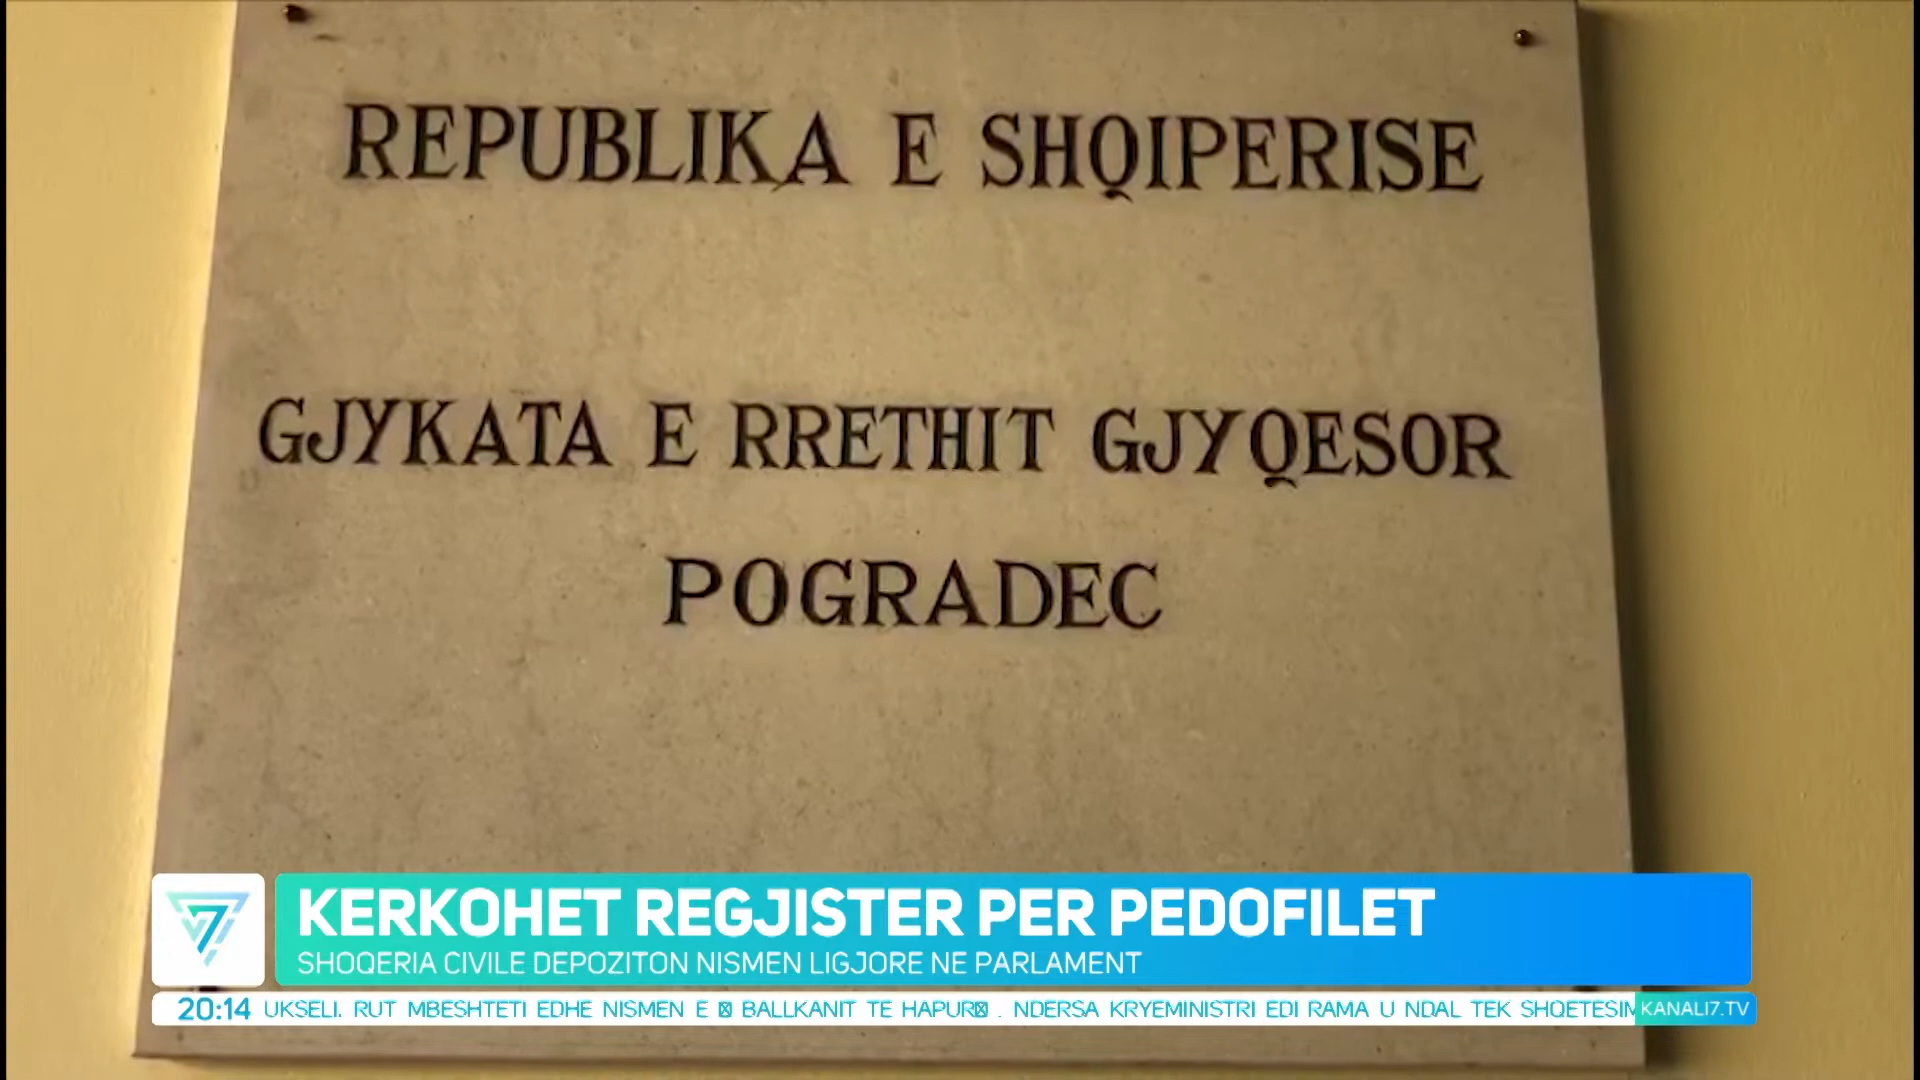 REPUBLIKA E SHQIPERISE
GJYKATA E RRETHIT GJYQESOR
POGRADEC
KERKOHET REGJISTER PER PEDOFILET
SHOQERIA CIVILE DEPOZITON NISMEN LIGJORE NE PARLAMENT
20:14 UKSELI. RUT MBESHTETI EDHE NISMEN E BALLKANIT TE HAPUR . NDERSA KRYEMINISTRI EDI RAMA U NDAL TEK SHQETESIM KANALI7.TV